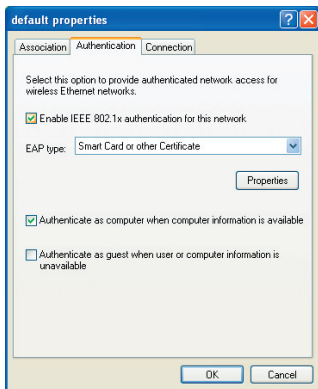 default properties
Association Authentication Connection
Select this option to provide authenticated network access for
wireless Ethernet networks.
Enable IEEE 802.1x authentication for this network
EAP type: Smart Card or other Certificate
Properties
Authenticate as computer when computer information is available
Authenticate as guest when user or computer information is
unavailable
OK Cancel